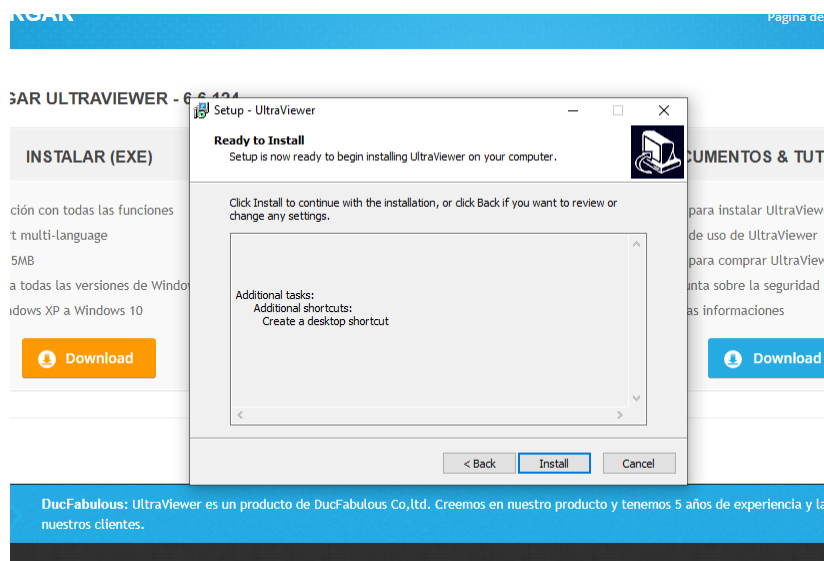 Página de
GAR ULTRAVIEWER - 6.6.124
INSTALAR (EXE)
ción con todas las funciones
rt multi-language
5MB
a todas las versiones de Windo
ndows XP a Windows 10
Download
Setup - UltraViewer
Ready to Install
Setup is now ready to begin installing UltraViewer on your computer.
Click Install to continue with the installation, or click Back if you want to review or
change any settings.
Additional tasks:
Additional shortcuts:
Create a desktop shortcut
< Back
Install
Cancel
CUMENTOS & TUT
para instalar UltraView
de uso de UltraViewer
para comprar UltraView
unta sobre la seguridad
as informaciones
Download
DucFabulous: UltraViewer es un producto de DucFabulous Co,ltd. Creemos en nuestro producto y tenemos 5 años de experiencia y la
nuestros clientes.